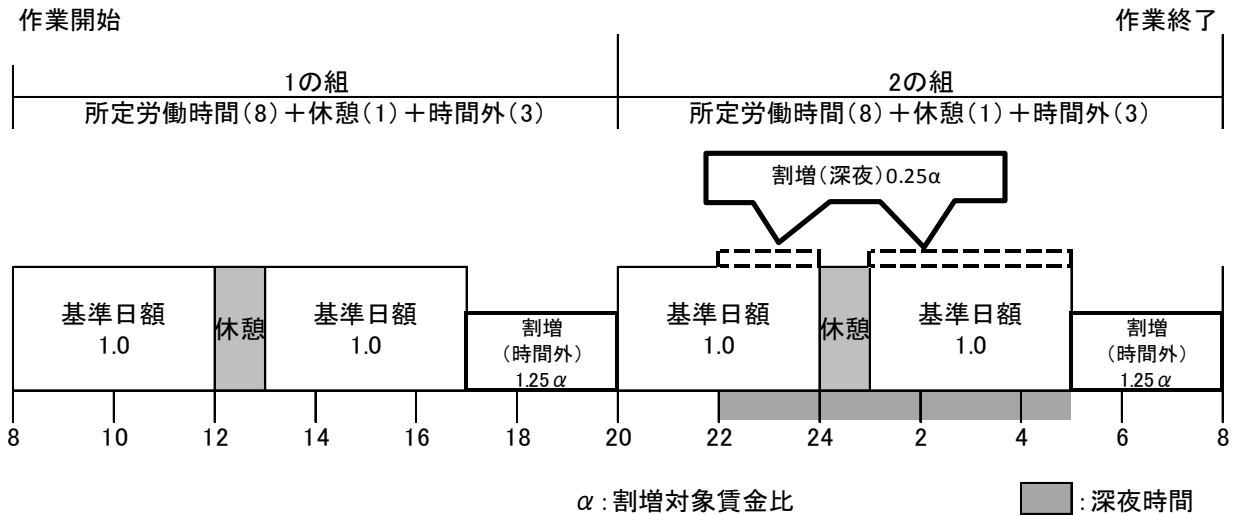 作業開始
作業終了
1の組
2の組
所定労働時間(8)+休憩(1)+時間外(3)
所定労働時間(8)+休憩(1)+時間外(3)
割増(深夜)0.25α
基準日額
1.0
休憩
基準日額
1.0
割増
(時間外)
1.25α
基準日額
1.0
休憩
基準日額
1.0
割増
(時間外)
1.25α
8 10 12 14 16 18 20 22 24 2 4 6 8
α:割増対象賃金比
:深夜時間